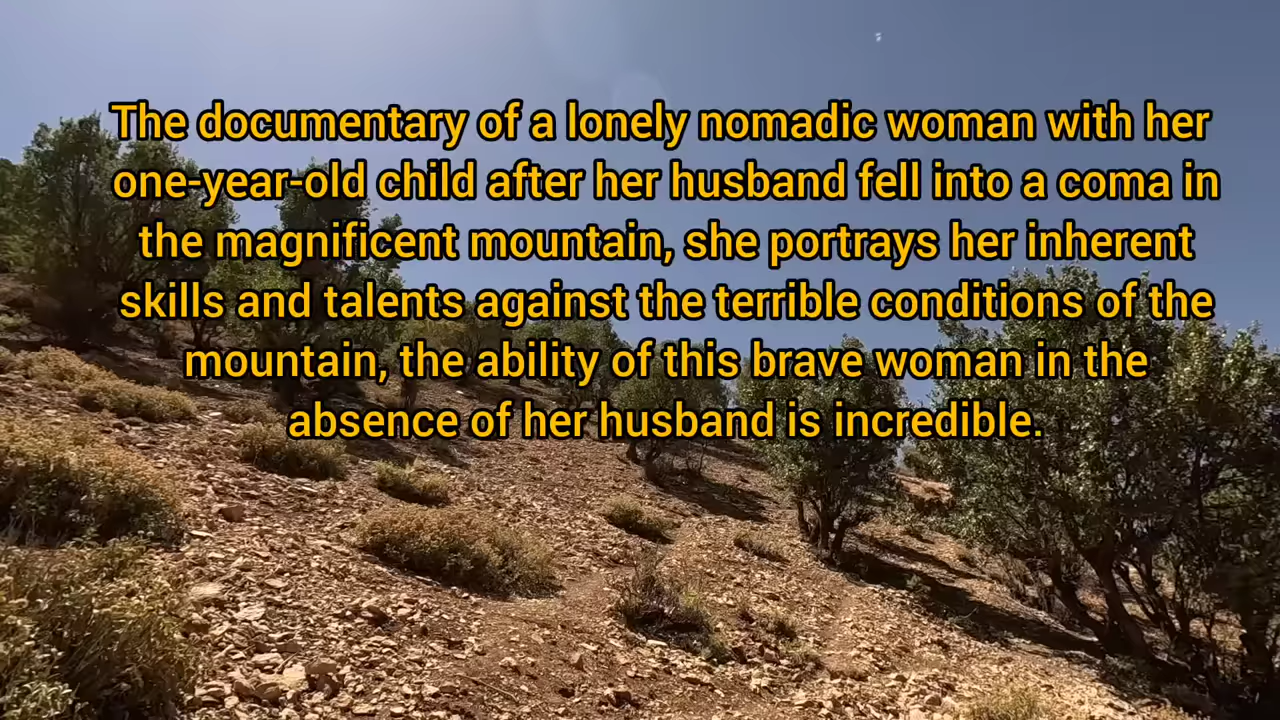 The documentary of a lonely nomadic woman with her
one-year-old child after her husband fell into a coma in
the magnificent mountain, she portrays her inherent
skills and talents against the terrible conditions of the
mountain, the ability of this brave woman in the
absence of her husband is incredible.